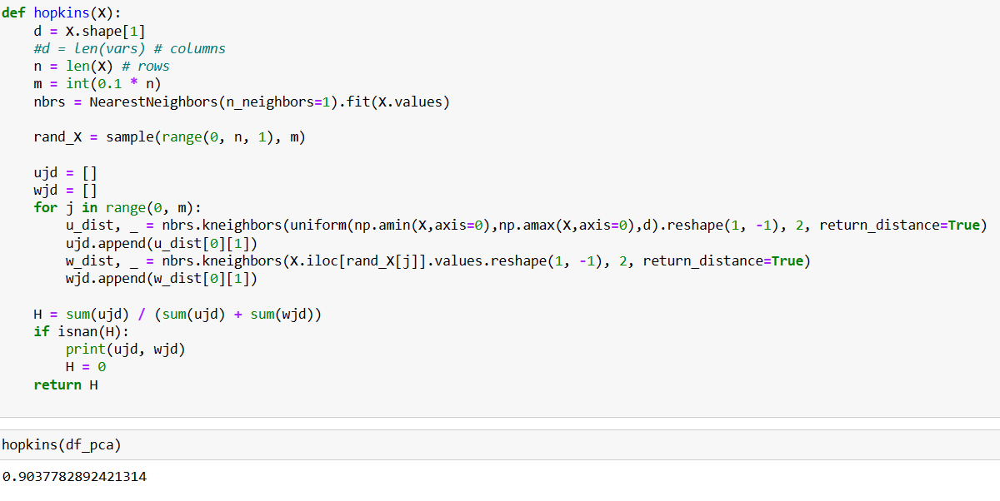 def hopkins(X):
    d = X.shape[1]
    #d = len(vars) # columns
    n = len(X) # rows
    m = int(0.1 * n)
    nbrs = NearestNeighbors(n_neighbors=1).fit(X.values)

    rand_X = sample(range(0, n, 1), m)

    ujd = []
    wjd = []
    for j in range(0, m):
        u_dist, _ = nbrs.kneighbors(uniform(np.amin(X,axis=0),np.amax(X,axis=0),d).reshape(1, -1), 2, return_distance=True)
        ujd.append(u_dist[0][1])
        w_dist, _ = nbrs.kneighbors(X.iloc[rand_X[j]].values.reshape(1, -1), 2, return_distance=True)
        wjd.append(w_dist[0][1])

    H = sum(ujd) / (sum(ujd) + sum(wjd))
    if isnan(H):
        print(ujd, wjd)
        H = 0
    return H

hopkins(df_pca)
0.9037782892421314